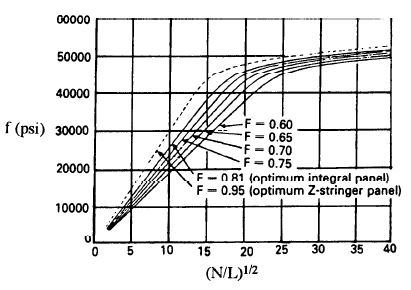 60000
50000
40000
f (psi)
30000
20000
10000
0
F = 0.60
F = 0.65
F = 0.70
F = 0.75
F = 0.81 (optimum integral panel)
F = 0.95 (optimum Z-stringer panel)
0 5 10 15 20 25 30 35 40
(N/L)1/2